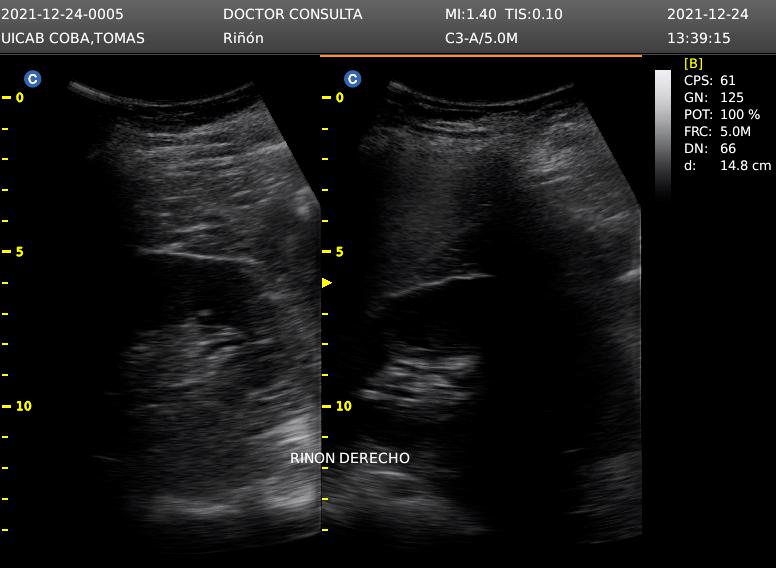 2021-12-24-0005 DOCTOR CONSULTA MI:1.40 TIS:0.10 2021-12-24
UICAB COBA,TOMAS Riñón C3-A/5.0M 13:39:15
C C
[B]
CPS: 61
GN: 125
POT: 100 %
FRC: 5.0M
DN: 66
d: 14.8 cm
0 0
5 5
10 10
RINON DERECHO